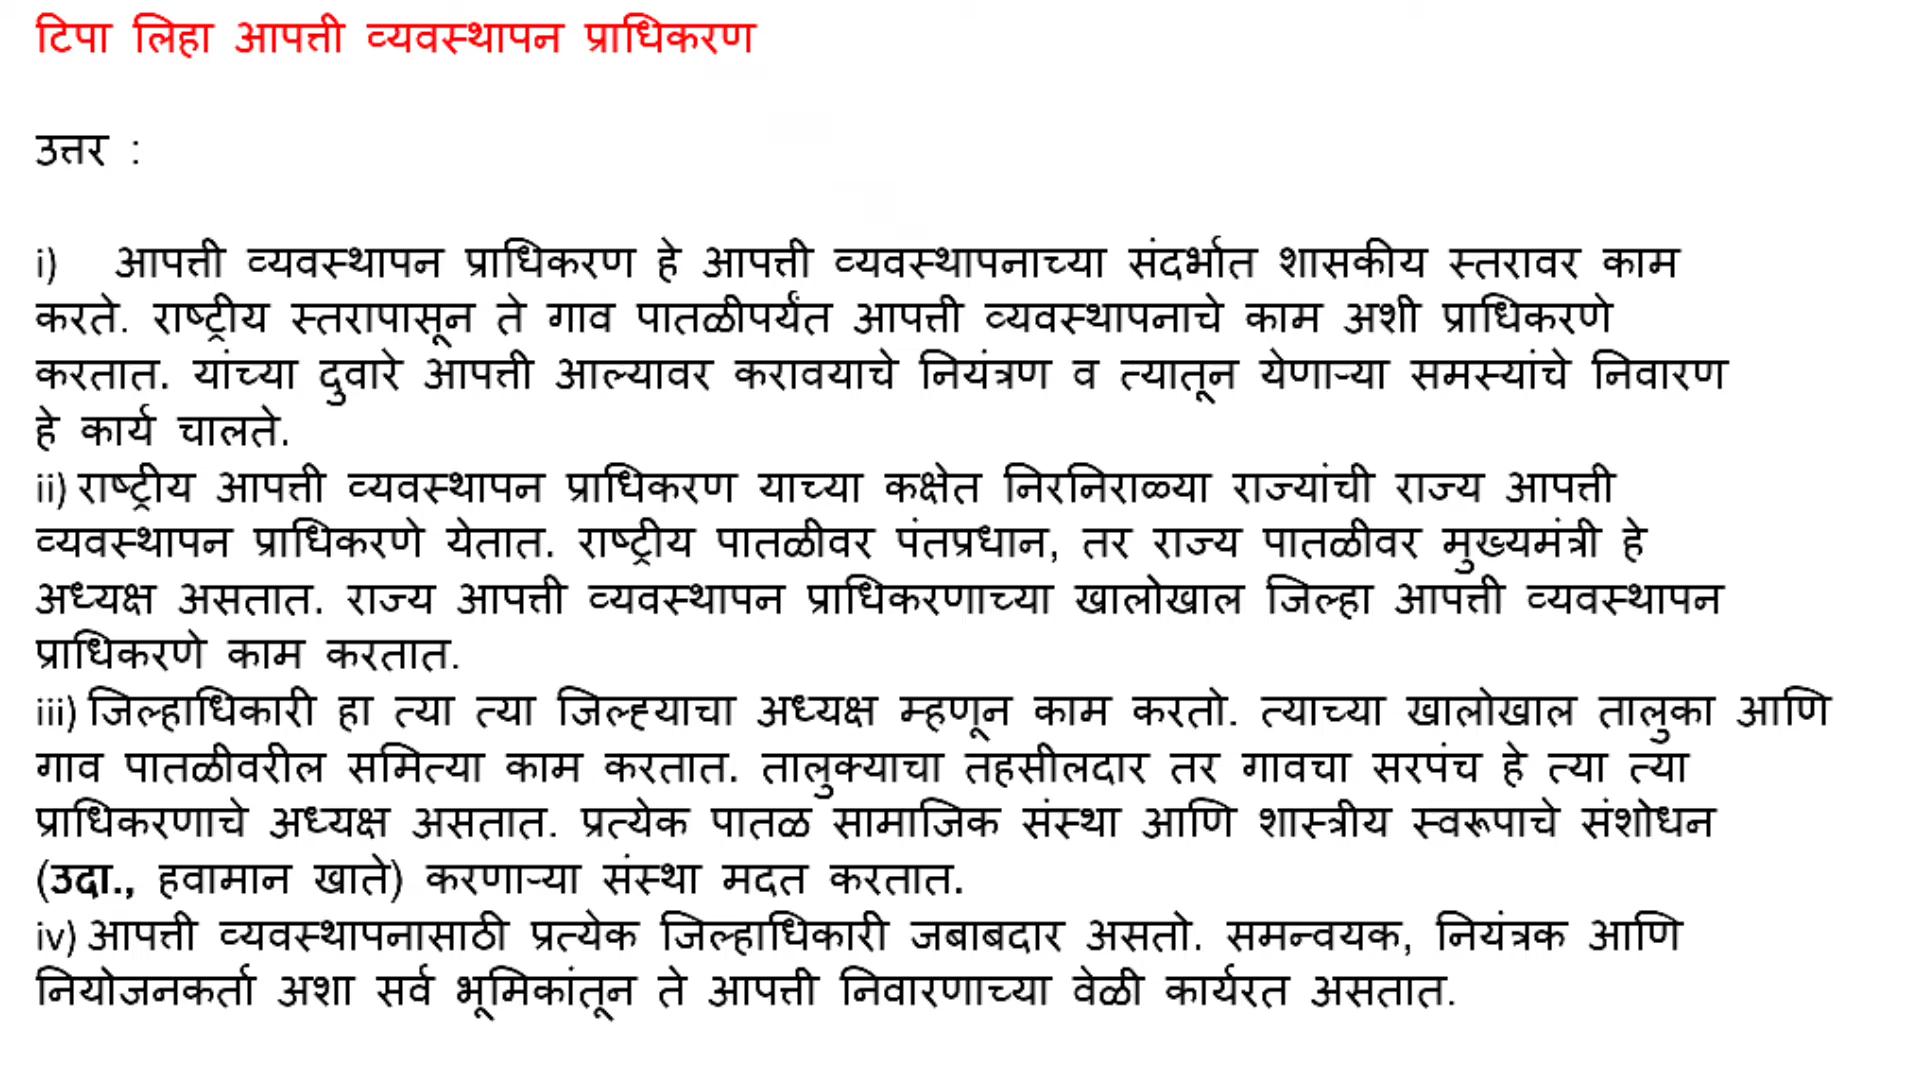 टिपा लिहा आपत्ती व्यवस्थापन प्राधिकरण
उत्तर :
i) आपत्ती व्यवस्थापन प्राधिकरण हे आपत्ती व्यवस्थापनाच्या संदर्भात शासकीय स्तरावर काम
करते. राष्ट्रीय स्तरापासून ते गाव पातळीपर्यंत आपत्ती व्यवस्थापनाचे काम अशी प्राधिकरणे
करतात. यांच्या दुवारे आपत्ती आल्यावर करावयाचे नियंत्रण व त्यातून येणाऱ्या समस्यांचे निवारण
हे कार्य चालते.
ii) राष्ट्रीय आपत्ती व्यवस्थापन प्राधिकरण याच्या कक्षेत निरनिराळ्या राज्यांची राज्य आपत्ती
व्यवस्थापन प्राधिकरणे येतात. राष्ट्रीय पातळीवर पंतप्रधान, तर राज्य पातळीवर मुख्यमंत्री हे
अध्यक्ष असतात. राज्य आपत्ती व्यवस्थापन प्राधिकरणाच्या खालोखाल जिल्हा आपत्ती व्यवस्थापन
प्राधिकरणे काम करतात.
iii) जिल्हाधिकारी हा त्या त्या जिल्ह्याचा अध्यक्ष म्हणून काम करतो. त्याच्या खालोखाल तालुका आणि
गाव पातळीवरील समित्या काम करतात. तालुक्याचा तहसीलदार तर गावचा सरपंच हे त्या त्या
प्राधिकरणाचे अध्यक्ष असतात. प्रत्येक पातळ सामाजिक संस्था आणि शास्त्रीय स्वरूपाचे संशोधन
(उदा., हवामान खाते) करणाऱ्या संस्था मदत करतात.
iv) आपत्ती व्यवस्थापनासाठी प्रत्येक जिल्हाधिकारी जबाबदार असतो. समन्वयक, नियंत्रक आणि
नियोजनकर्ता अशा सर्व भूमिकांतून ते आपत्ती निवारणाच्या वेळी कार्यरत असतात.